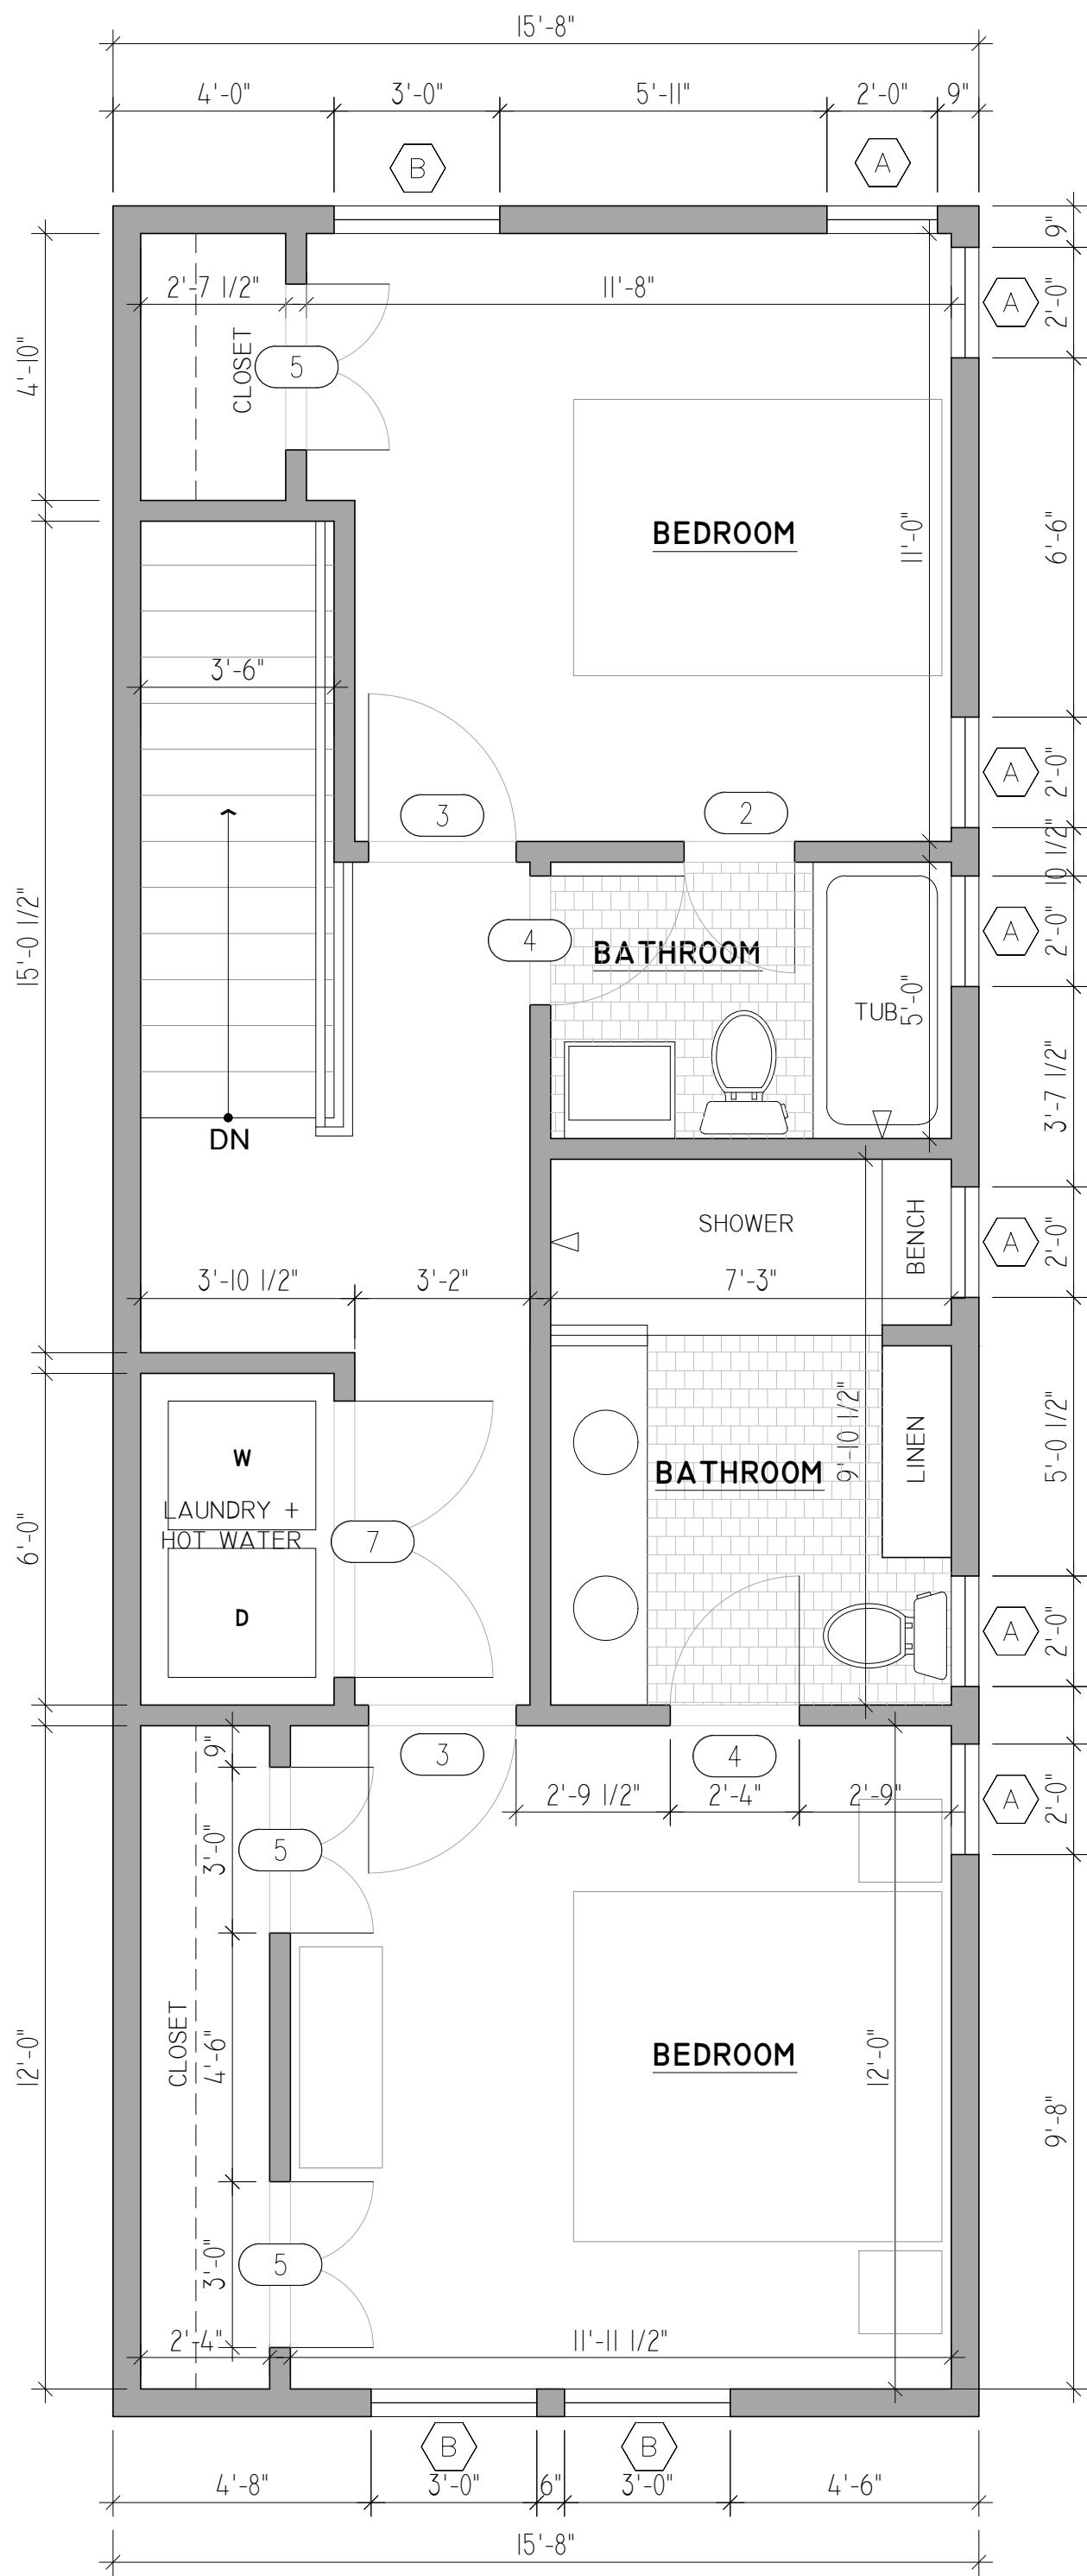 15'-8"
4'-0" 3'-0" 5'-11" 2'-0" 9"
B A
9"
2'-7 1/2" 11'-8" A 2'-0"
CLOSET
5
4'-10"
BEDROOM 11'-0" 6'-6"
3'-6"
A 2'-0"
3 2
10 1/2"
4 BATHROOM A 2'-0"
15'-0 1/2"
TUB 5'-0"
3'-7 1/2"
DN
SHOWER BENCH A 2'-0"
3'-10 1/2" 3'-2" 7'-3"
W
BATHROOM 9'-10 1/2" LINEN 5'-0 1/2"
LAUNDRY +
HOT WATER 7
6'-0"
D A 2'-0"
9" 3 4
2'-9 1/2" 2'-4" 2'-9" A 2'-0"
3'-0" 5
CLOSET 4'-6" BEDROOM 12'-0"
12'-0" 9'-8"
3'-0" 5
2'-4" 11'-11 1/2"
B B
4'-8" 3'-0" 6" 3'-0" 4'-6"
15'-8"